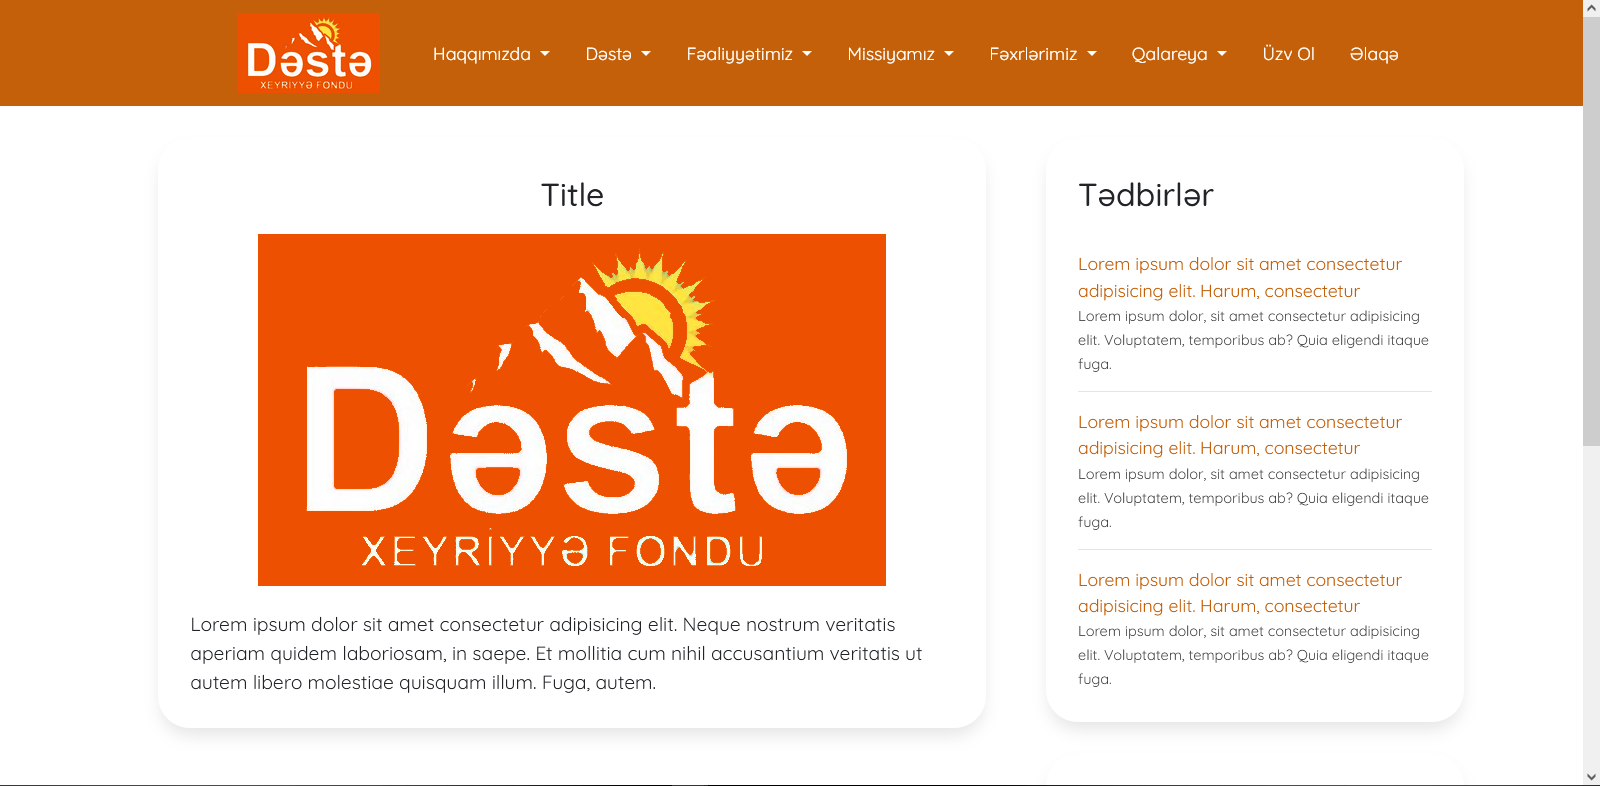 Dəstə
XEYRİYYƏ FONDU
Haqqımızda
Dəstə
Fəaliyyətimiz
Missiyamız
Fəxrlərimiz
Qalareya
Üzv Ol
Əlaqə
Title
Dəstə
XEYRİYYƏ FONDU
Lorem ipsum dolor sit amet consectetur adipisicing elit. Neque nostrum veritatis
aperiam quidem laboriosam, in saepe. Et mollitia cum nihil accusantium veritatis ut
autem libero molestiae quisquam illum. Fuga, autem.
Tədbirlər
Lorem ipsum dolor sit amet consectetur
adipisicing elit. Harum, consectetur
Lorem ipsum dolor, sit amet consectetur adipisicing
elit. Voluptatem, temporibus ab? Quia eligendi itaque
fuga.
Lorem ipsum dolor sit amet consectetur
adipisicing elit. Harum, consectetur
Lorem ipsum dolor, sit amet consectetur adipisicing
elit. Voluptatem, temporibus ab? Quia eligendi itaque
fuga.
Lorem ipsum dolor sit amet consectetur
adipisicing elit. Harum, consectetur
Lorem ipsum dolor, sit amet consectetur adipisicing
elit. Voluptatem, temporibus ab? Quia eligendi itaque
fuga.